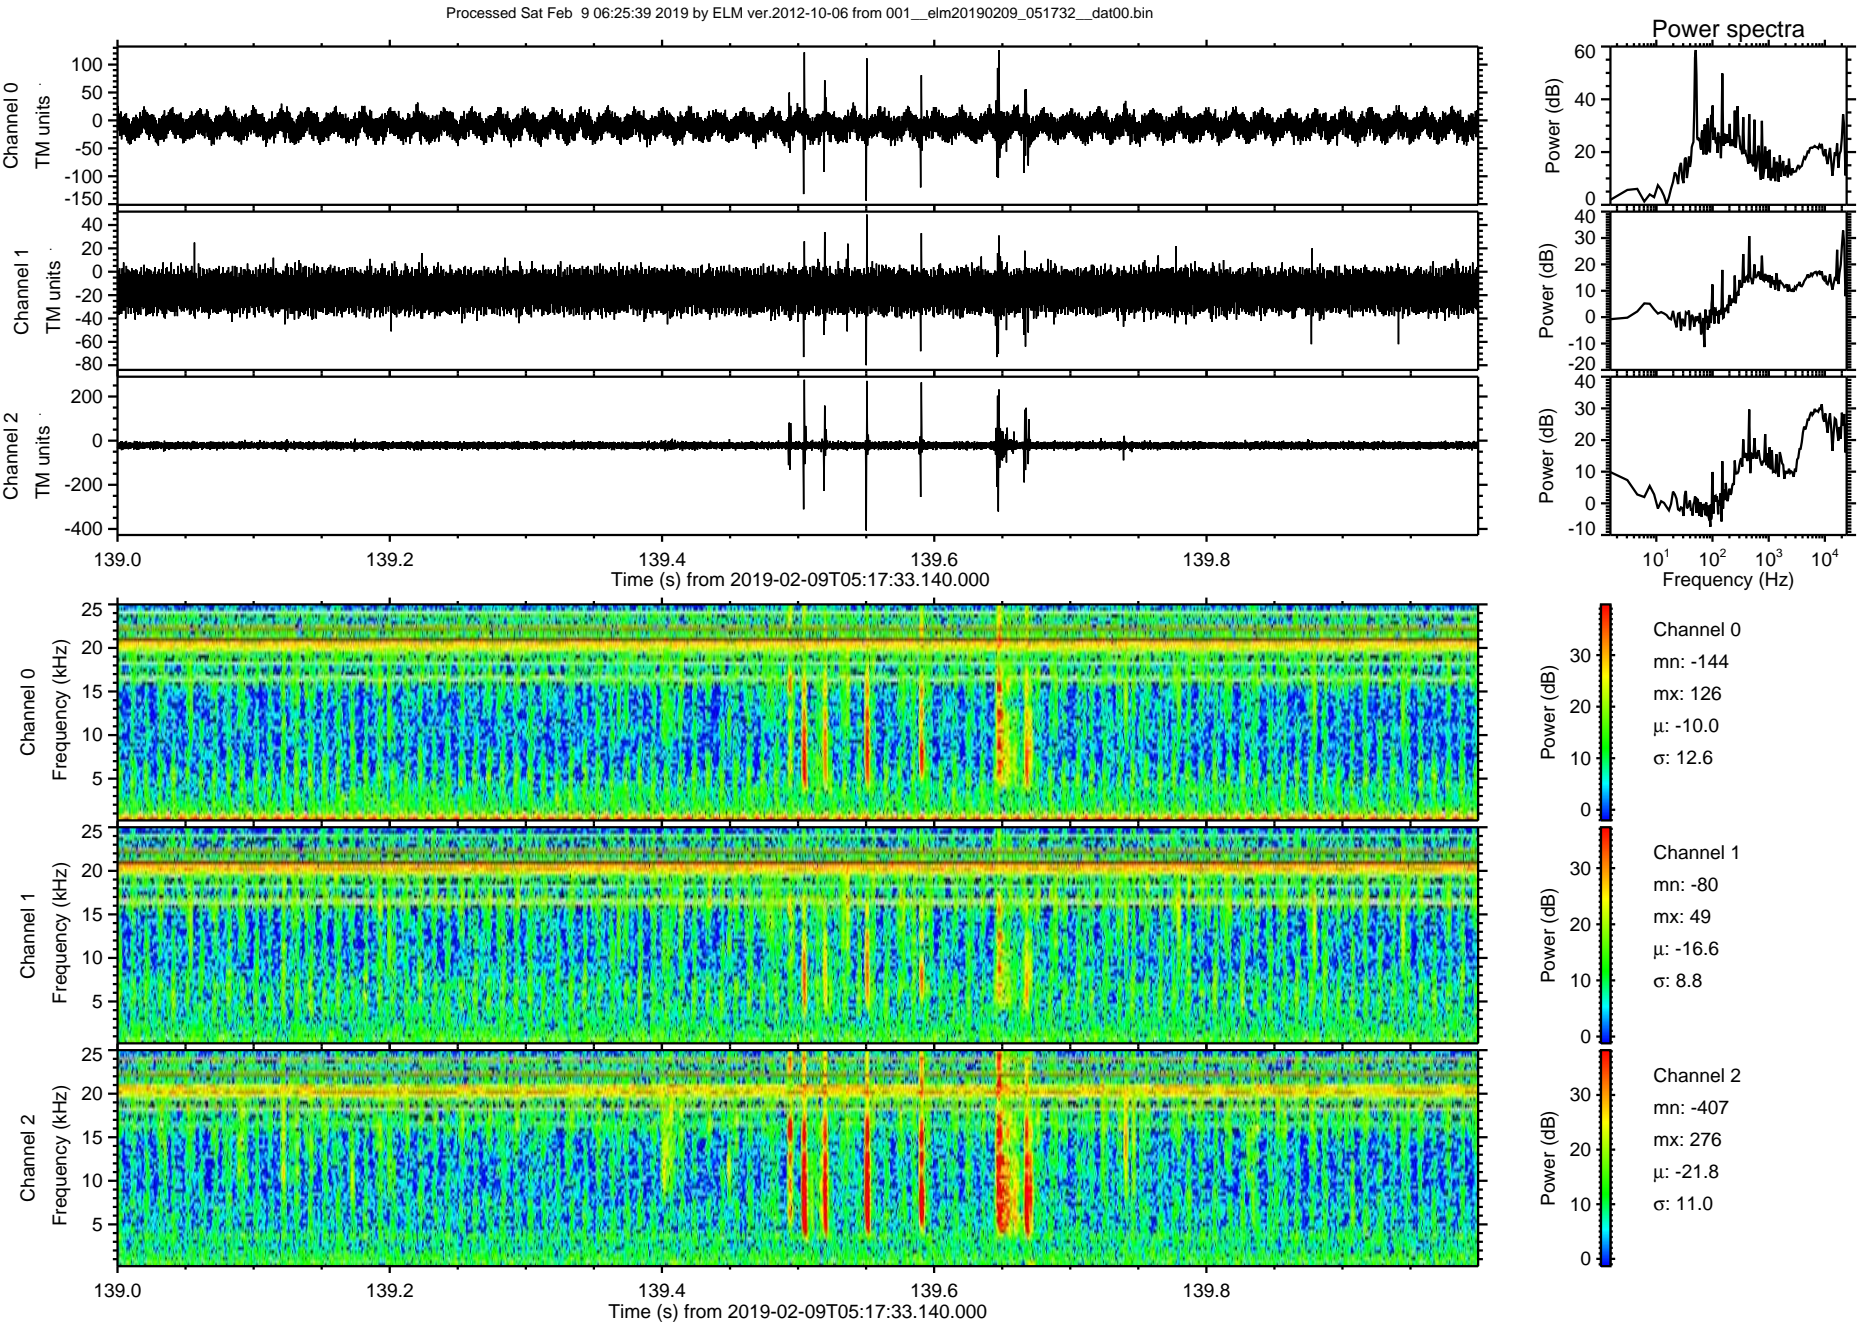 Processed Sat Feb  9 06:25:39 2019 by ELM ver.2012-10-06 from 001__elm20190209_051732__dat00.bin
Power spectra
Channel 0
TM units
100
50
0
-50
-100
-150
Channel 1
TM units
40
20
0
-20
-40
-60
-80
Channel 2
TM units
200
0
-200
-400
139.0 139.2 139.4 139.6 139.8
Time (s) from 2019-02-09T05:17:33.140.000
Power (dB)
60
40
20
0
Power (dB)
40
30
20
10
0
-10
-20
Power (dB)
40
30
20
10
0
-10
10^1 10^2 10^3 10^4
Frequency (Hz)
Channel 0
Frequency (kHz)
25
20
15
10
5
Power (dB)
30
20
10
0
Channel 0
mn: -144
mx: 126
μ: -10.0
σ: 12.6
Channel 1
Frequency (kHz)
25
20
15
10
5
Power (dB)
30
20
10
0
Channel 1
mn: -80
mx: 49
μ: -16.6
σ: 8.8
Channel 2
Frequency (kHz)
25
20
15
10
5
Power (dB)
30
20
10
0
Channel 2
mn: -407
mx: 276
μ: -21.8
σ: 11.0
139.0 139.2 139.4 139.6 139.8
Time (s) from 2019-02-09T05:17:33.140.000